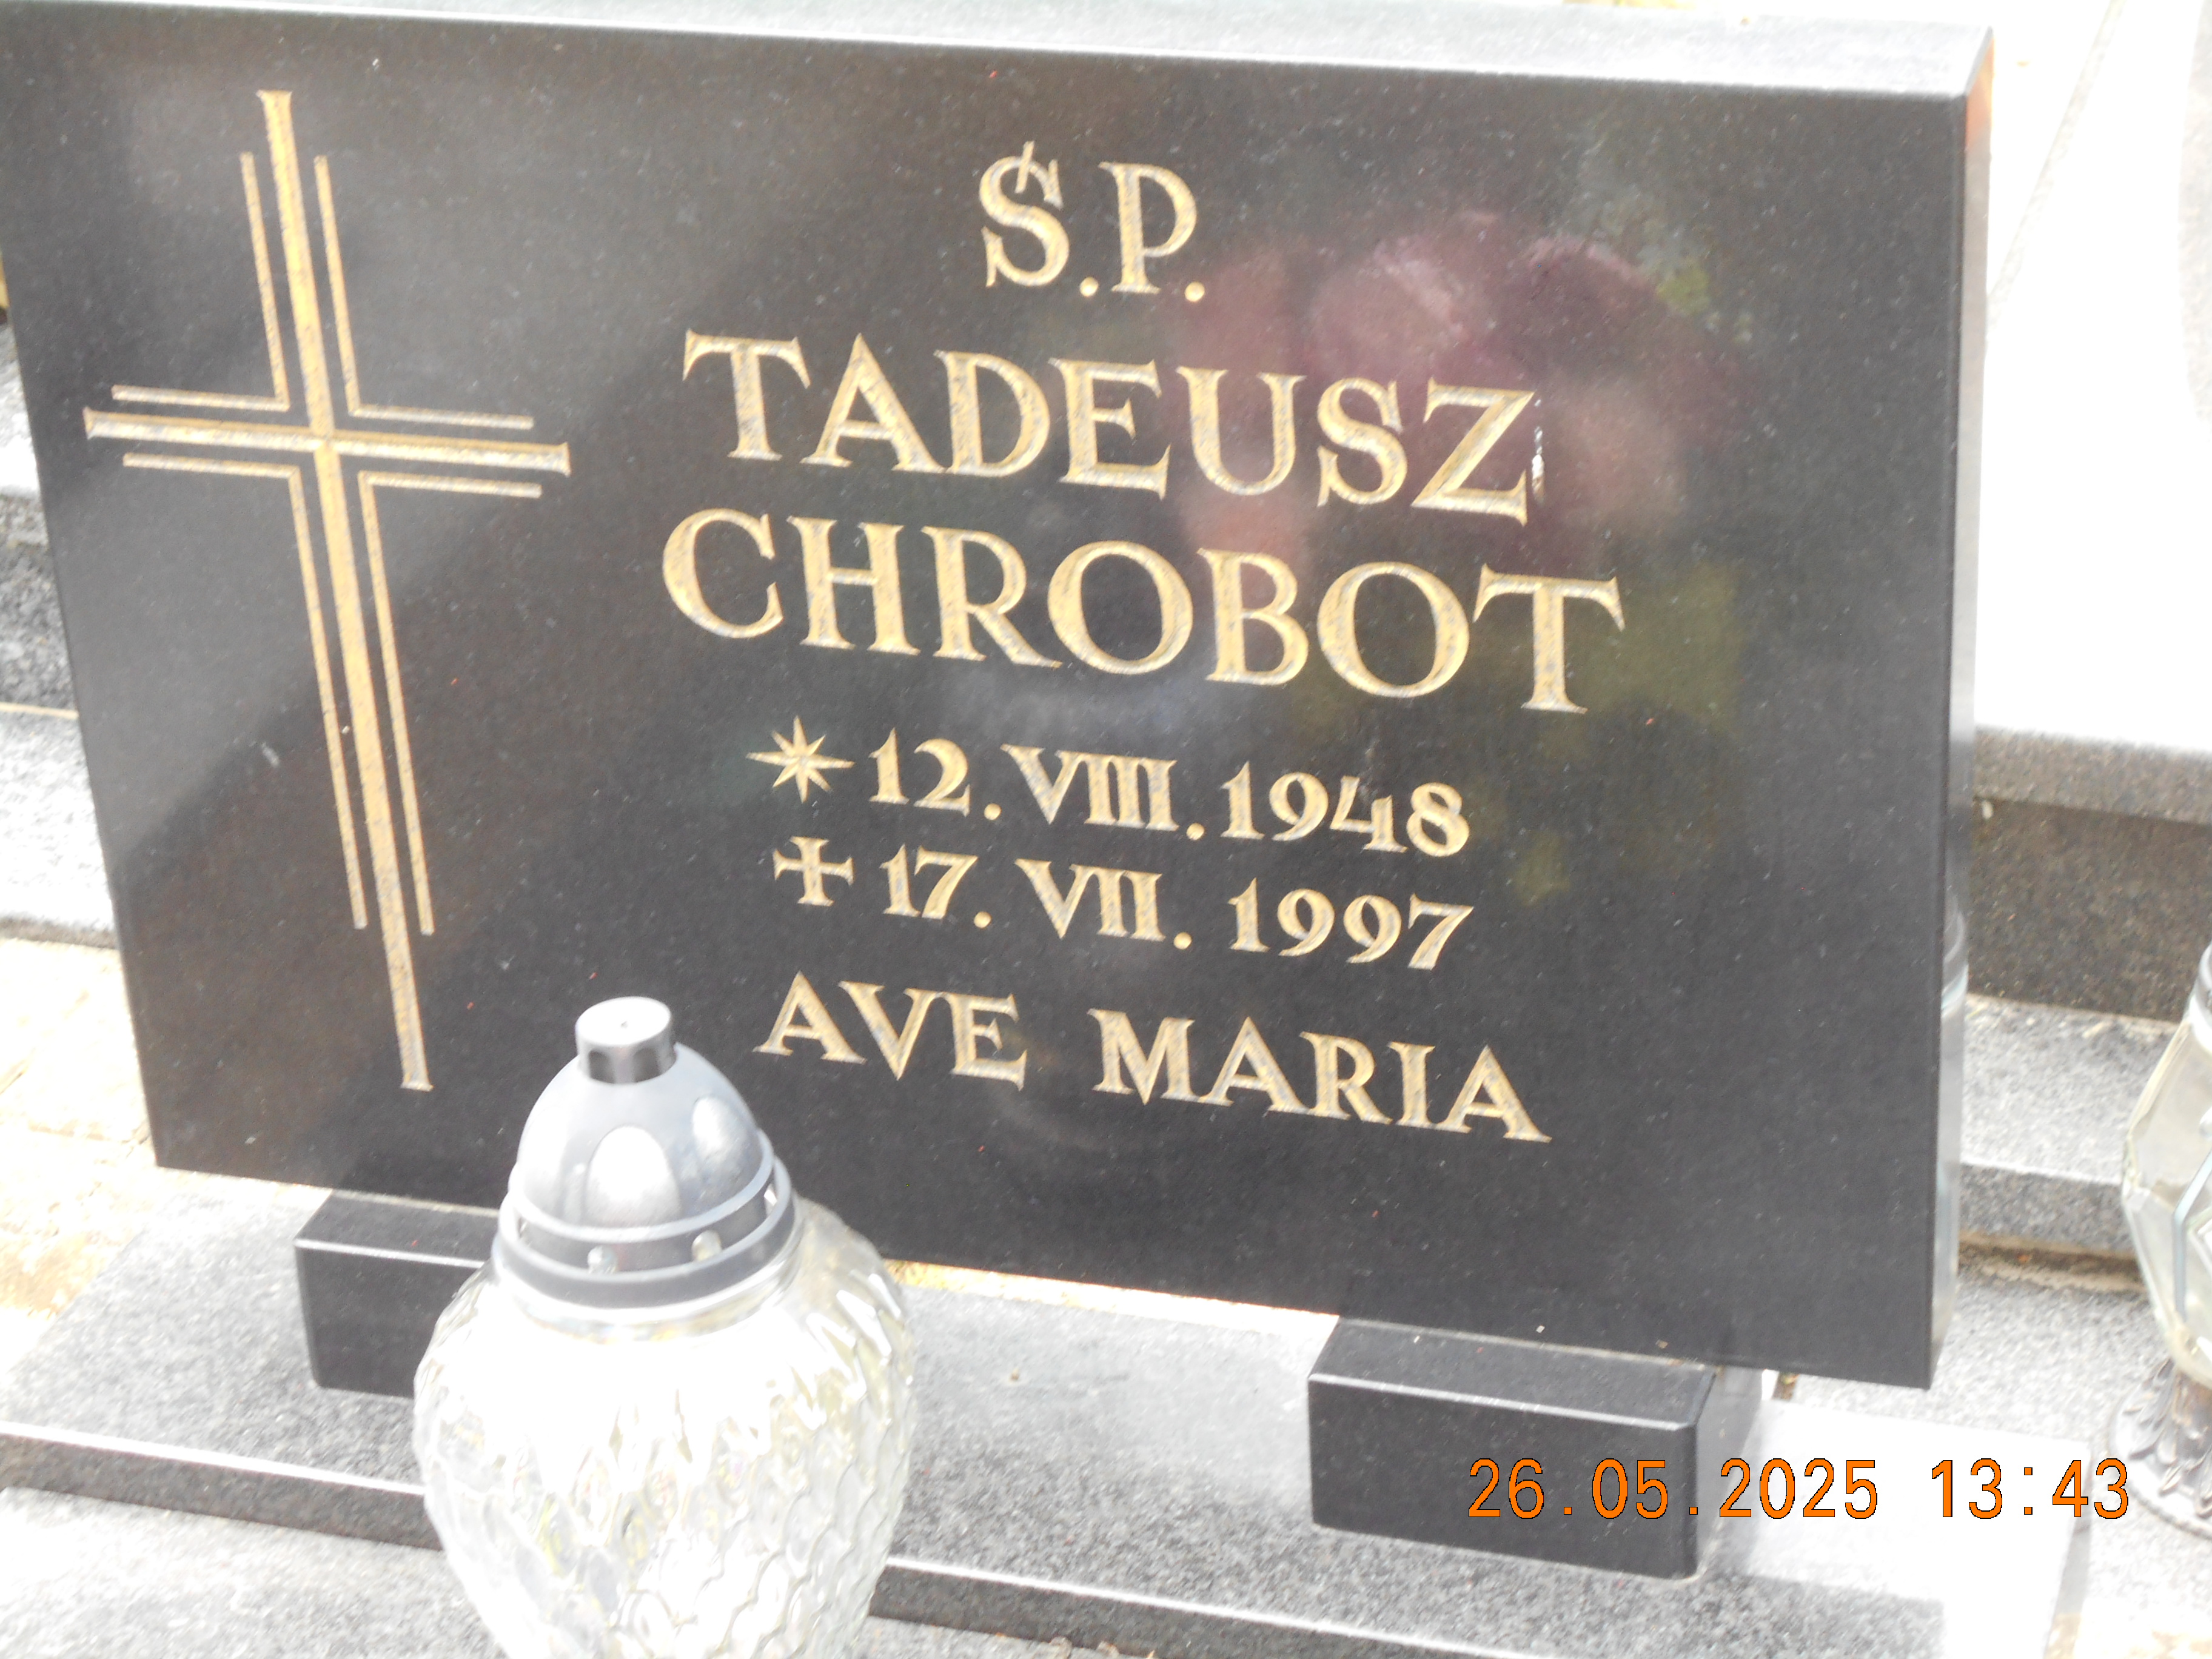 Ś.P.
TADEUSZ
CHROBOT
* 12.VIII.1948
+ 17.VII.1997
AVE MARIA
26.05.2025 13:43